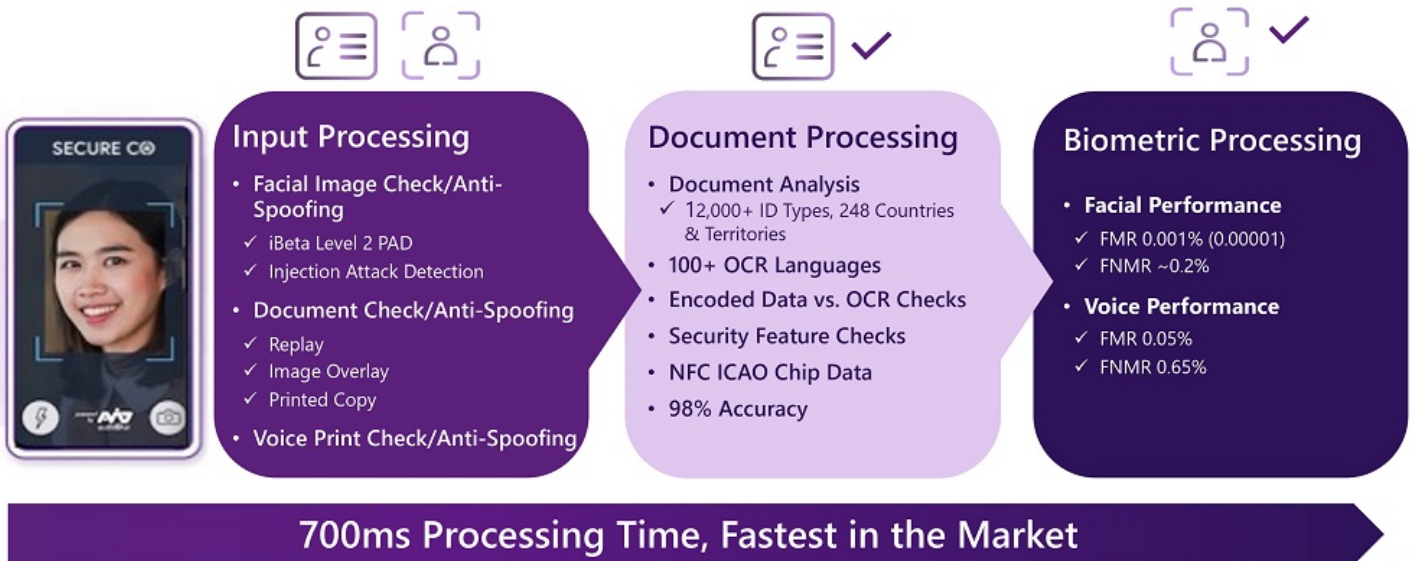 SECURE CO
Input Processing
• Facial Image Check/Anti-
Spoofing
✓ iBeta Level 2 PAD
✓ Injection Attack Detection
• Document Check/Anti-Spoofing
✓ Replay
✓ Image Overlay
✓ Printed Copy
• Voice Print Check/Anti-Spoofing
Document Processing
• Document Analysis
✓ 12,000+ ID Types, 248 Countries
& Territories
• 100+ OCR Languages
• Encoded Data vs. OCR Checks
• Security Feature Checks
• NFC ICAO Chip Data
• 98% Accuracy
Biometric Processing
• Facial Performance
✓ FMR 0.001% (0.00001)
✓ FNMR ~0.2%
• Voice Performance
✓ FMR 0.05%
✓ FNMR 0.65%
700ms Processing Time, Fastest in the Market